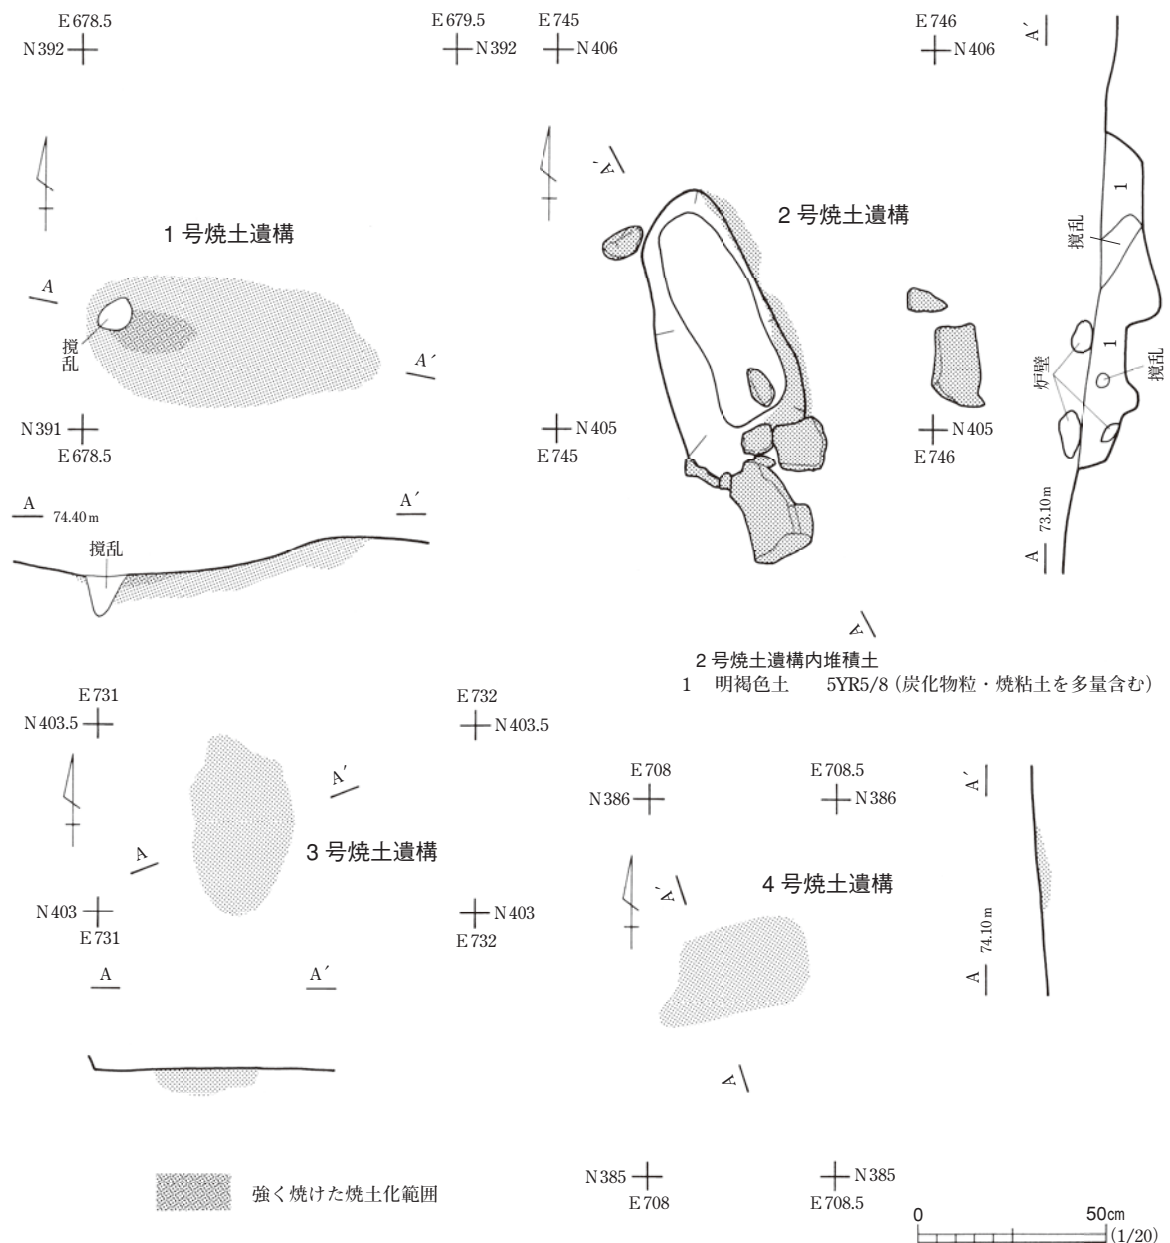 E678.5
N392
E679.5
N392
1号焼土遺構
A
A′
撹乱
N391
E678.5
A
74.40m
A′
撹乱
E745
N406
E746
N406
A′
2号焼土遺構
N405
E745
N405
E746
A
A′
1
撹乱
1
炉壁
撹乱
73.10m
A
2号焼土遺構内堆積土
1 明褐色土 5YR5/8(炭化物粒・焼粘土を多量含む)
E731
N403.5
E732
N403.5
A′
A
3号焼土遺構
N403
E731
N403
E732
A
A′
E708
N386
E708.5
N386
A′
4号焼土遺構
A
N385
E708
N385
E708.5
A′
74.10m
A
強く焼けた焼土化範囲
0 50cm
(1/20)